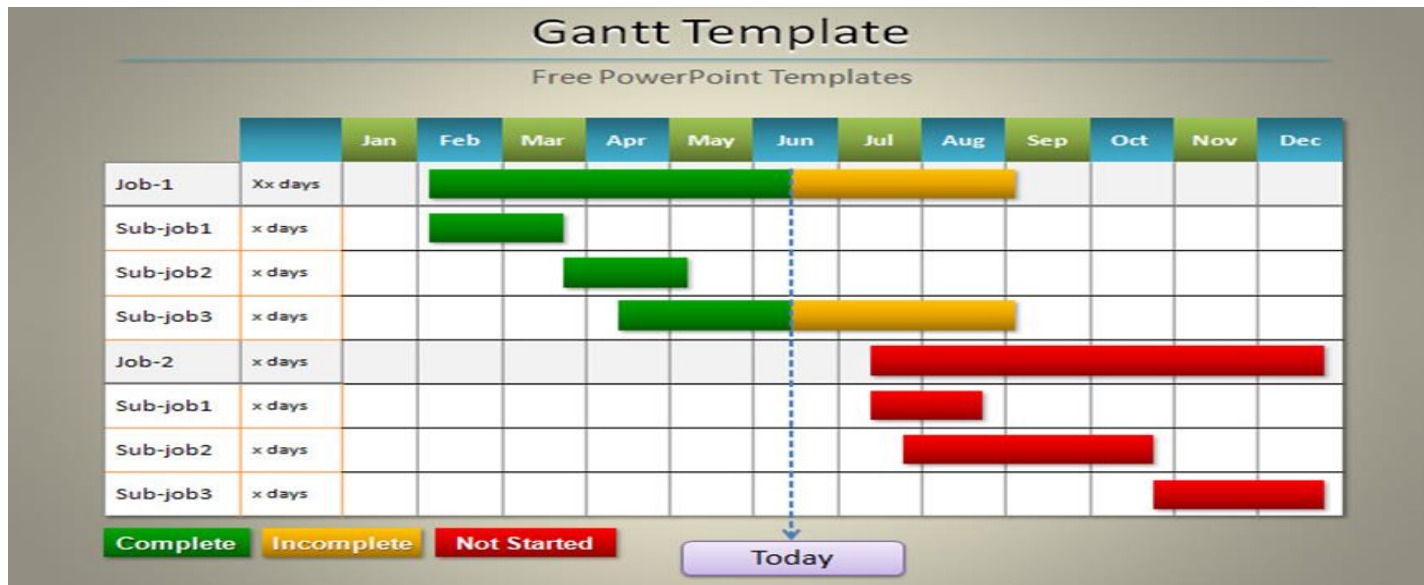 Gantt Template
Free PowerPoint Templates
Jan Feb Mar Apr May Jun Jul Aug Sep Oct Nov Dec
Job-1 Xx days
Sub-job1 x days
Sub-job2 x days
Sub-job3 x days
Job-2 x days
Sub-job1 x days
Sub-job2 x days
Sub-job3 x days
Complete Incomplete Not Started
Today